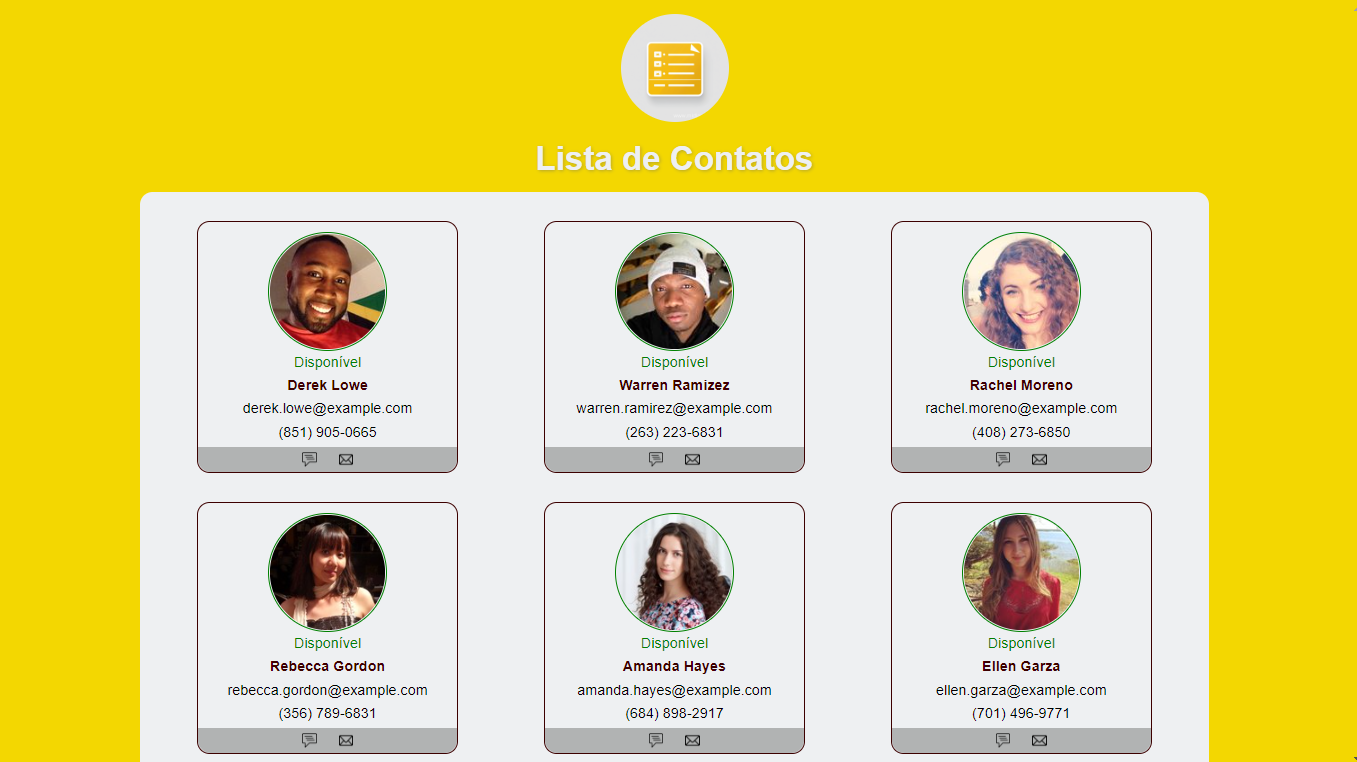 Lista de Contatos
Disponível
Derek Lowe
derek.lowe@example.com
(851) 905-0665
Disponível
Warren Ramizez
warren.ramirez@example.com
(263) 223-6831
Disponível
Rachel Moreno
rachel.moreno@example.com
(408) 273-6850
Disponível
Rebecca Gordon
rebecca.gordon@example.com
(356) 789-6831
Disponível
Amanda Hayes
amanda.hayes@example.com
(684) 898-2917
Disponível
Ellen Garza
ellen.garza@example.com
(701) 496-9771